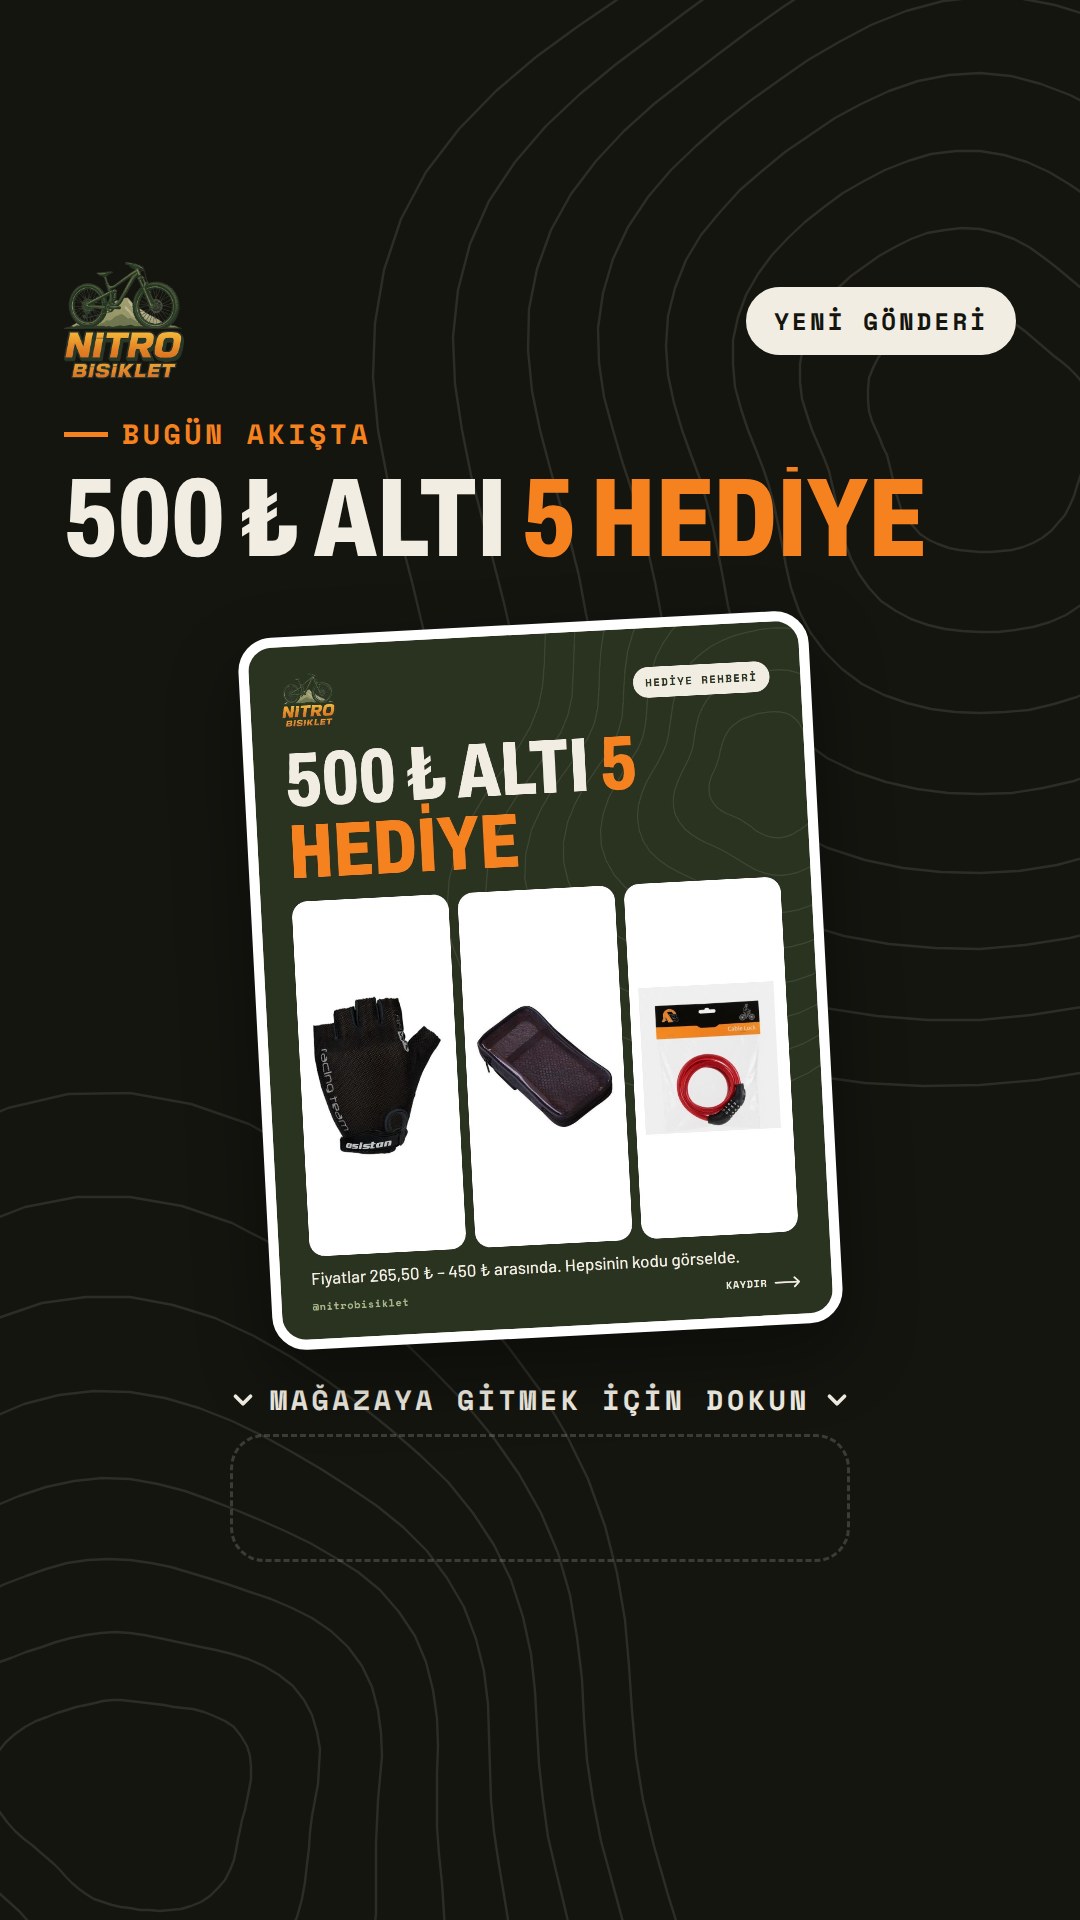 NiTRO
BiSiKLET
YENİ GÖNDERİ
BUGÜN AKIŞTA
500 ₺ ALTI 5 HEDİYE
NiTRO
BiSiKLET
HEDİYE REHBERİ
500 ₺ ALTI 5
HEDİYE
racing team
asistan
Cable Lock
Fiyatlar 265,50 ₺ – 450 ₺ arasında. Hepsinin kodu görselde.
@nitrobisiklet
KAYDIR
MAĞAZAYA GİTMEK İÇİN DOKUN